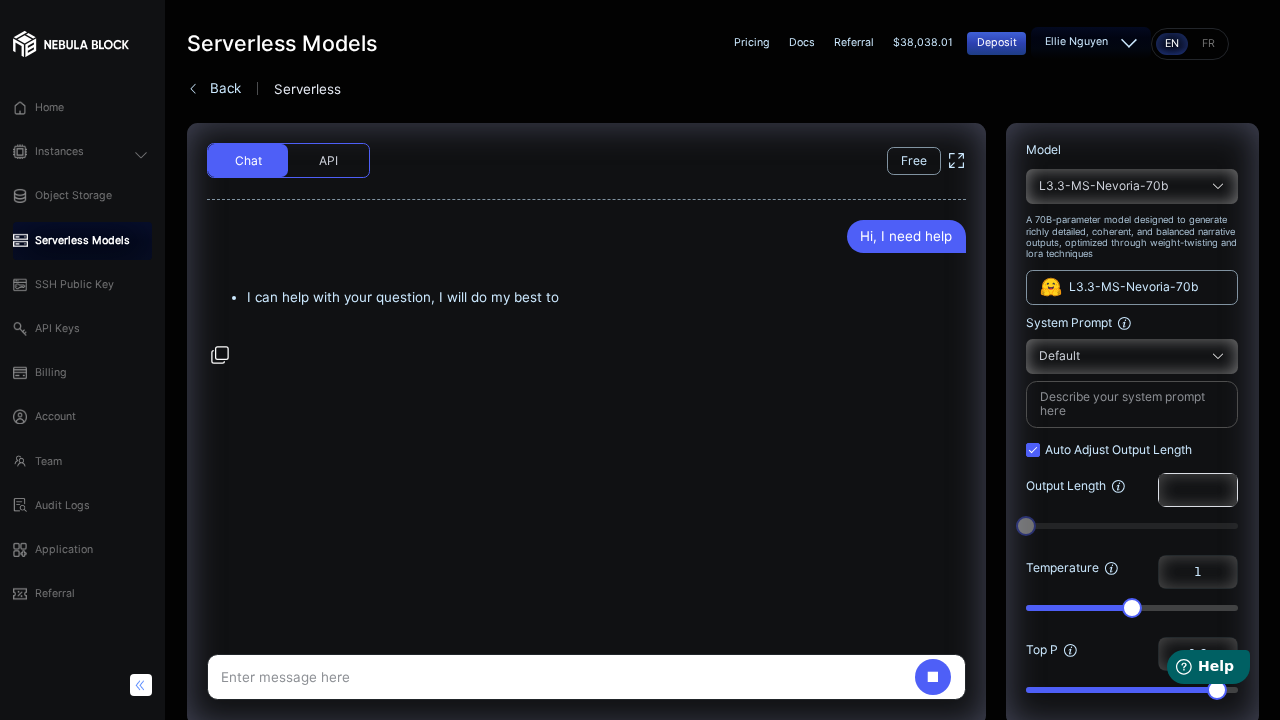 NEBULA BLOCK
Home
Instances
Object Storage
Serverless Models
SSH Public Key
API Keys
Billing
Account
Team
Audit Logs
Application
Referral
Serverless Models
Pricing
Docs
Referral
$38,038.01
Deposit
Ellie Nguyen
EN
FR
Back
Serverless
Chat
API
Free
Hi, I need help
• I can help with your question, I will do my best to
Enter message here
Model
L3.3-MS-Nevoria-70b
A 70B-parameter model designed to generate
richly detailed, coherent, and balanced narrative
outputs, optimized through weight-twisting and
lora techniques
L3.3-MS-Nevoria-70b
System Prompt
Default
Describe your system prompt
here
Auto Adjust Output Length
Output Length
Temperature
1
Top P
Help